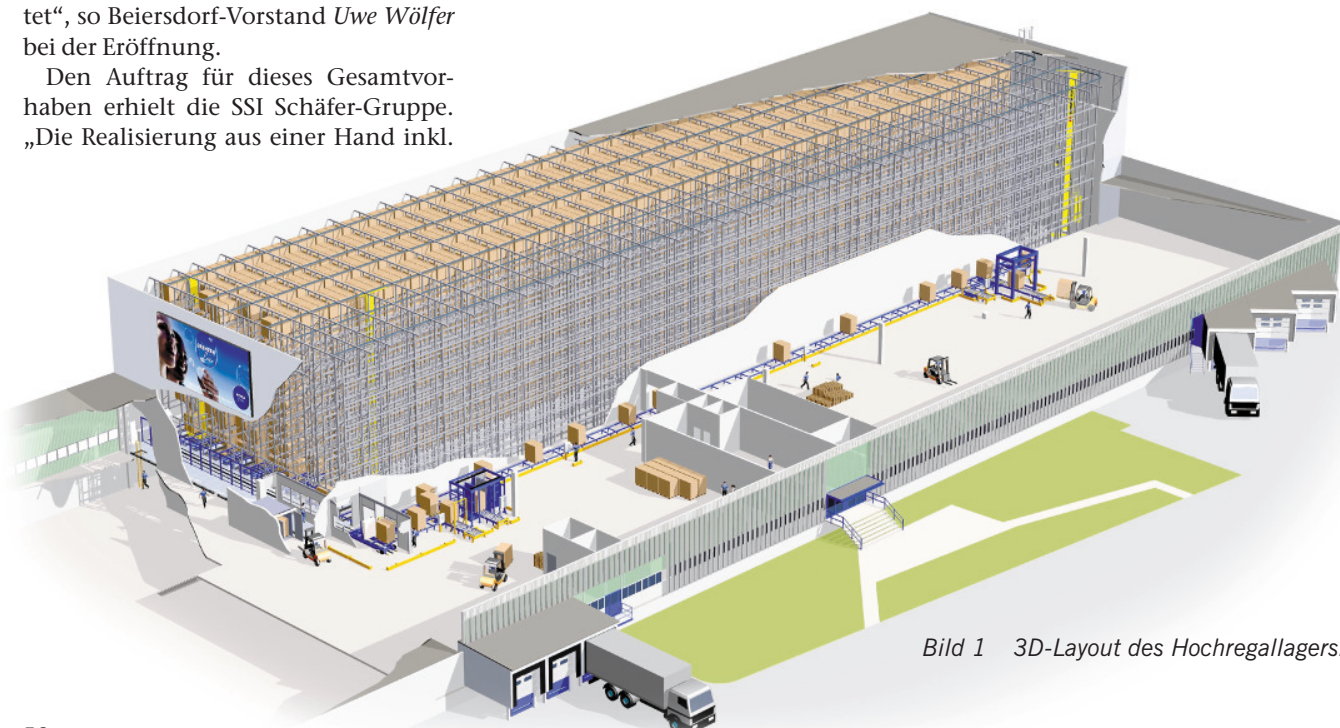 tet“, so Beiersdorf-Vorstand Uwe Wölfer
bei der Eröffnung.
Den Auftrag für dieses Gesamtvor-
haben erhielt die SSI Schäfer-Gruppe.
„Die Realisierung aus einer Hand inkl.
Bild 1 3D-Layout des Hochregallagers.